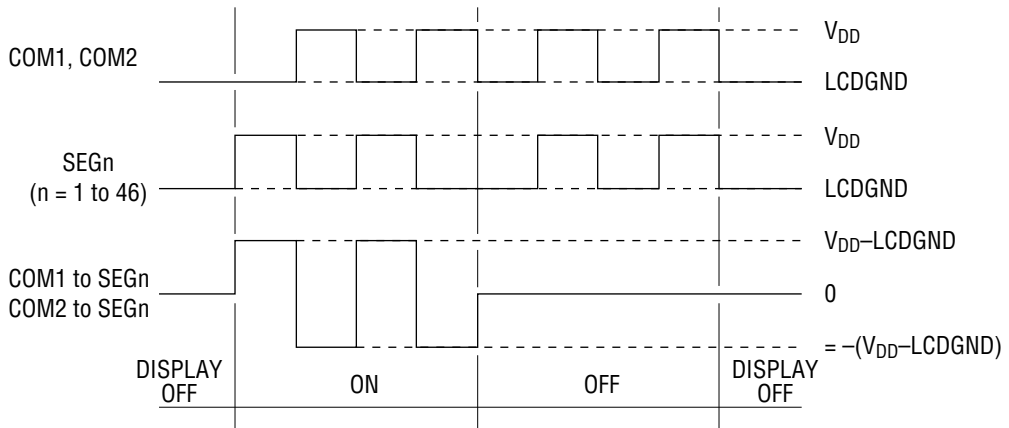 COM1, COM2
V_DD
LCDGND
SEGn
(n = 1 to 46)
V_DD
LCDGND
COM1 to SEGn
COM2 to SEGn
V_DD–LCDGND
0
= –(V_DD–LCDGND)
DISPLAY
OFF
ON
OFF
DISPLAY
OFF